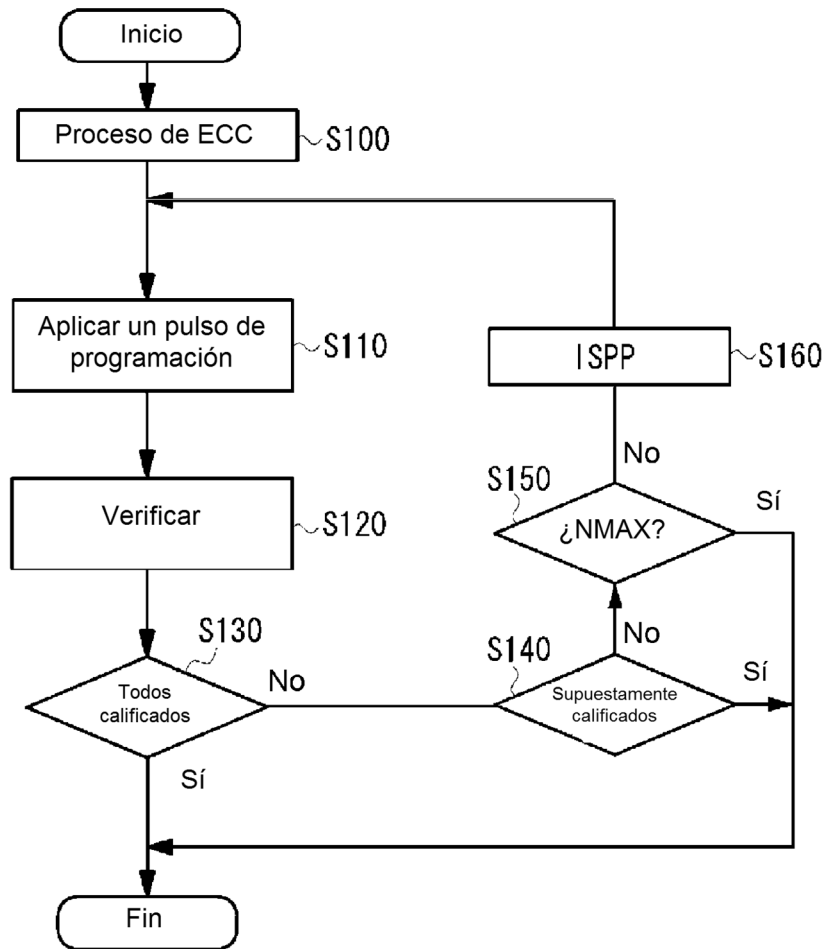 Inicio
Proceso de ECC
S100
Aplicar un pulso de
programación
S110
ISPP
S160
Verificar
S120
No
S150
¿NMAX?
Sí
S130
Todos
calificados
No
Sí
No
S140
Supuestamente
calificados
Sí
Fin